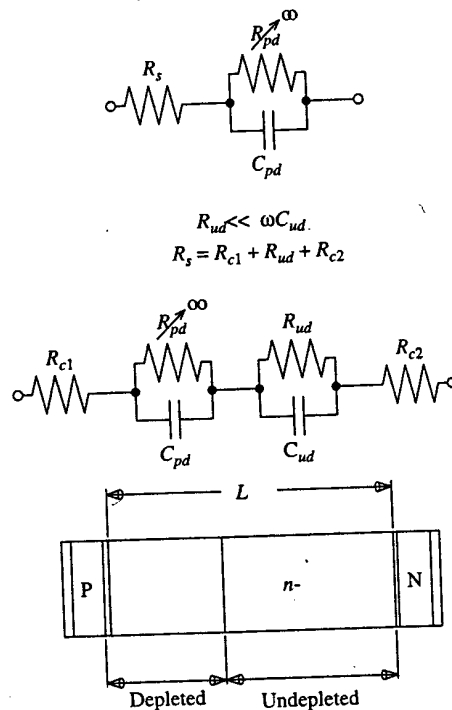 ∞
R_pd
R_s
C_pd
R_ud << ωC_ud.
R_s = R_c1 + R_ud + R_c2
∞
R_pd R_ud
R_c1 R_c2
C_pd C_ud
L
P n- N
Depleted Undepleted